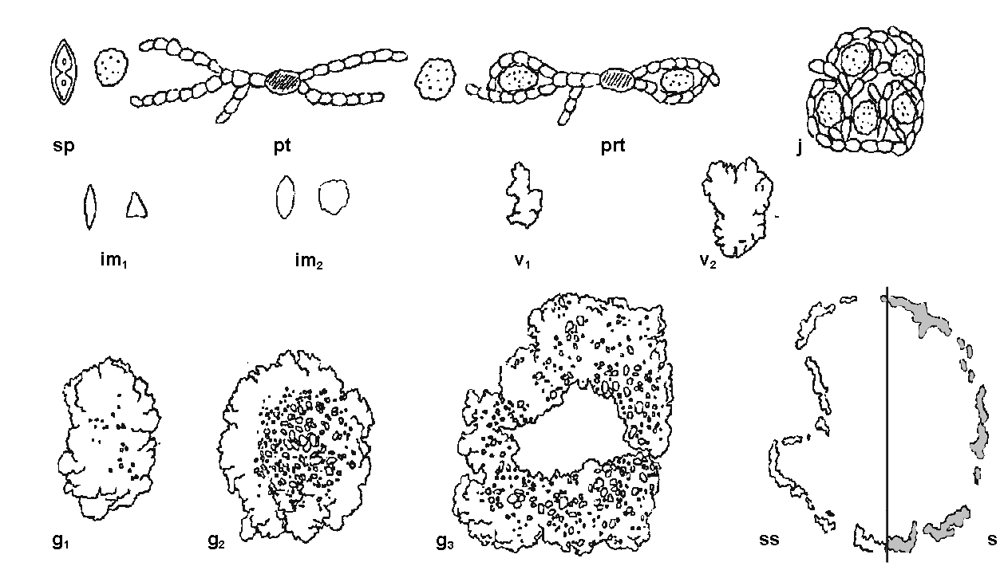 sp pt prt j
im₁ im₂ v₁ v₂
g₁ g₂ g₃ ss s